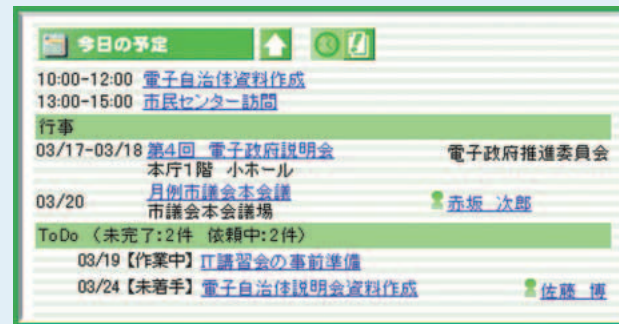 今日の予定
10:00-12:00 電子自治体資料作成
13:00-15:00 市民センター訪問
行事
03/17-03/18 第4回 電子政府説明会 電子政府推進委員会
本庁1階 小ホール
03/20 月例市議会本会議 赤坂 次郎
市議会本会議場
ToDo (未完了:2件 依頼中:2件)
03/19【作業中】IT講習会の事前準備
03/24【未着手】電子自治体説明会資料作成 佐藤 博